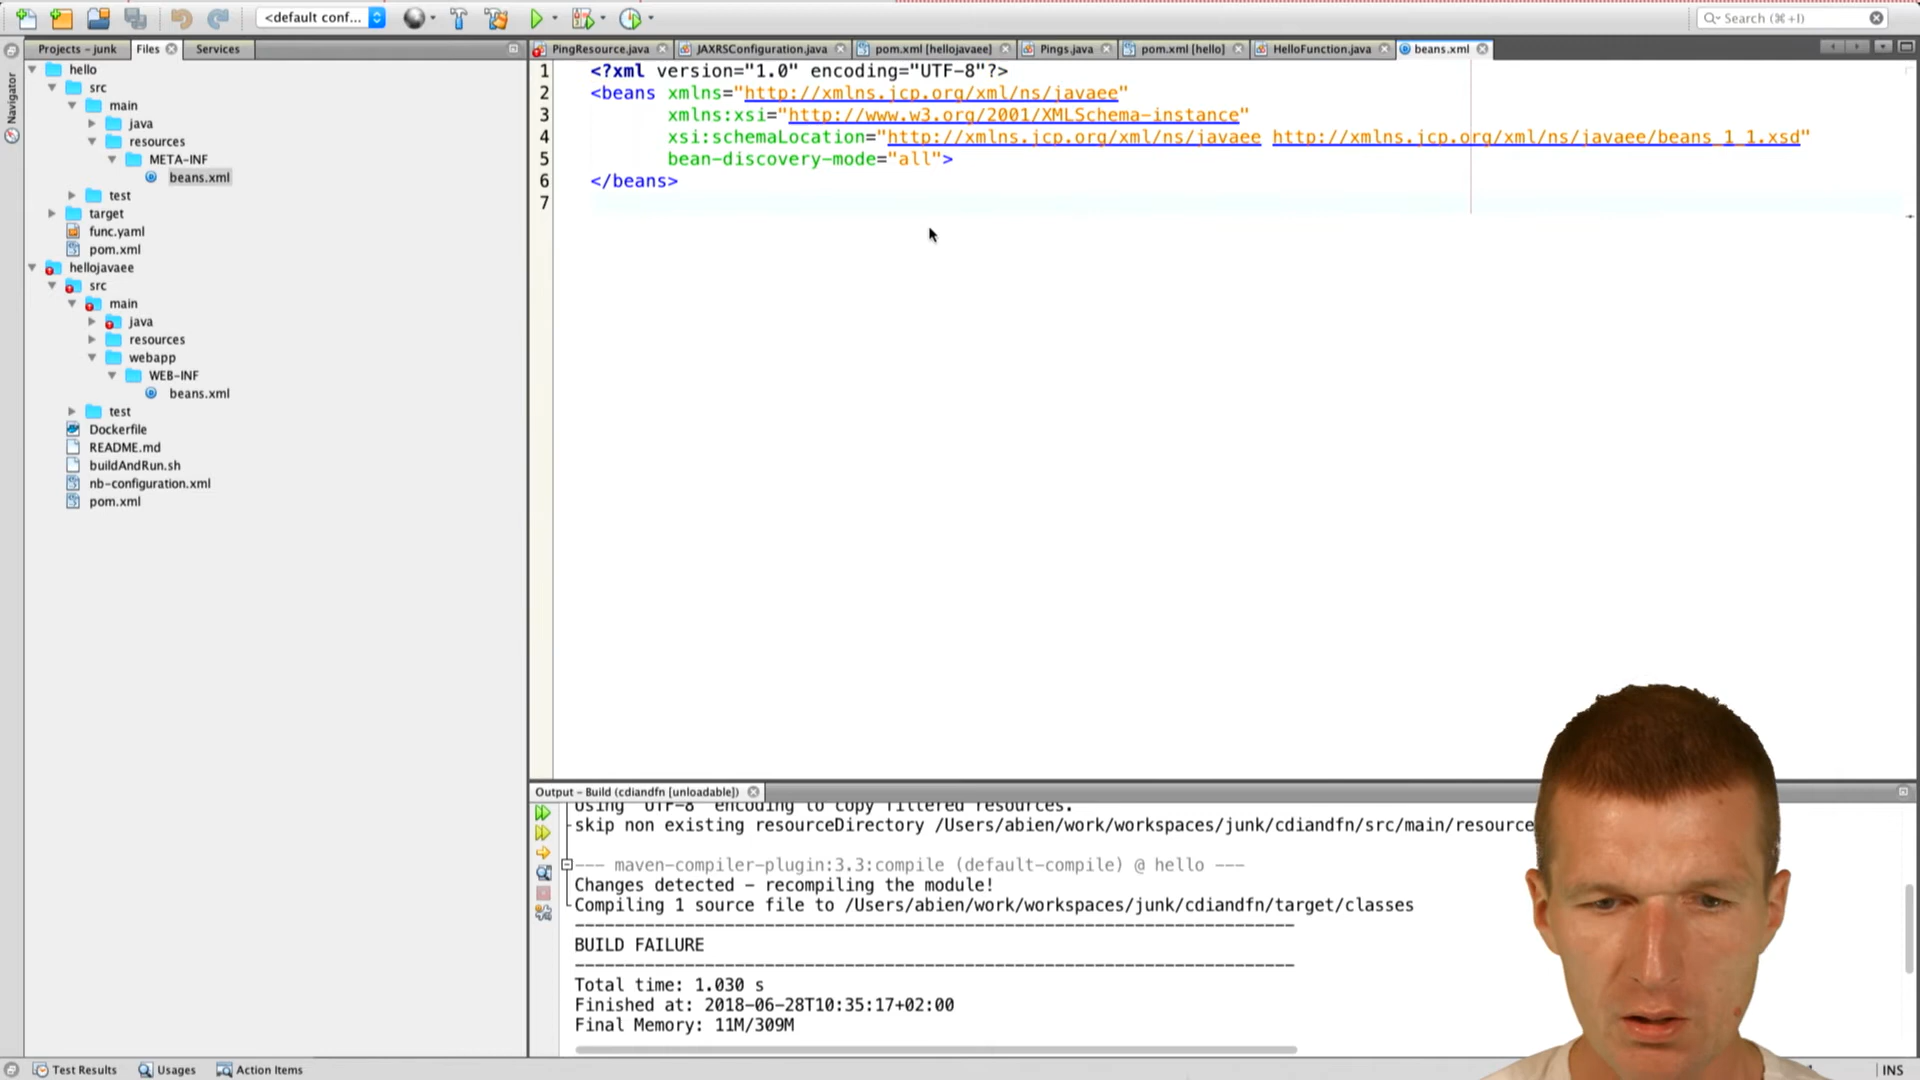 <default conf...
Search (⌘+I)
Projects – junk
Files
Services
PingResource.java
JAXRSConfiguration.java
pom.xml [hellojavaee]
Pings.java
pom.xml [hello]
HelloFunction.java
beans.xml
Navigator
hello
src
main
java
resources
META-INF
beans.xml
test
target
func.yaml
pom.xml
hellojavaee
src
main
java
resources
webapp
WEB-INF
beans.xml
test
Dockerfile
README.md
buildAndRun.sh
nb-configuration.xml
pom.xml
1 <?xml version="1.0" encoding="UTF-8"?>
2 <beans xmlns="http://xmlns.jcp.org/xml/ns/javaee"
3 xmlns:xsi="http://www.w3.org/2001/XMLSchema-instance"
4 xsi:schemaLocation="http://xmlns.jcp.org/xml/ns/javaee http://xmlns.jcp.org/xml/ns/javaee/beans_1_1.xsd"
5 bean-discovery-mode="all">
6 </beans>
7
Output – Build (cdiandfn [unloadable])
Using 'UTF-8' encoding to copy filtered resources.
skip non existing resourceDirectory /Users/abien/work/workspaces/junk/cdiandfn/src/main/resource
--- maven-compiler-plugin:3.3:compile (default-compile) @ hello ---
Changes detected - recompiling the module!
Compiling 1 source file to /Users/abien/work/workspaces/junk/cdiandfn/target/classes
------------------------------------------------------------------------
BUILD FAILURE
------------------------------------------------------------------------
Total time: 1.030 s
Finished at: 2018-06-28T10:35:17+02:00
Final Memory: 11M/309M
Test Results
Usages
Action Items
INS